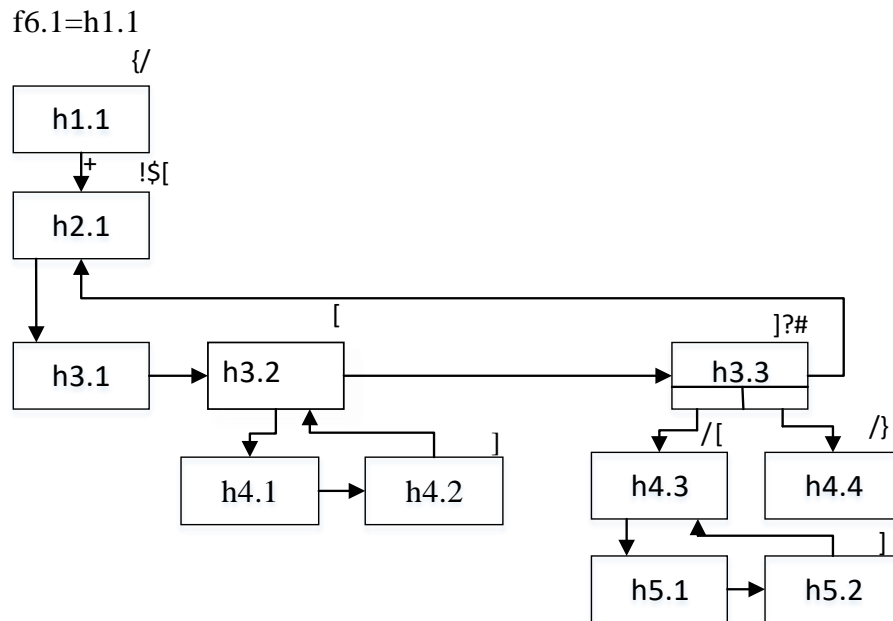 f6.1=h1.1
{/
h1.1
+
!$[
h2.1
[
]?#
h3.1
h3.2
h3.3
/[
/}
]
h4.1
h4.2
h4.3
h4.4
]
h5.1
h5.2